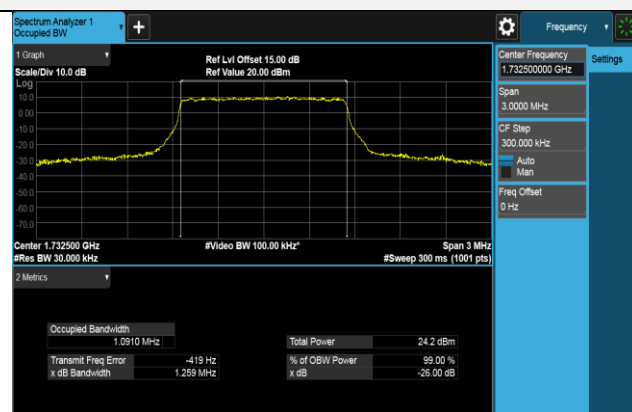 Spectrum Analyzer 1
Occupied BW
+
Frequency
1 Graph
Ref Lvl Offset 15.00 dB
Scale/Div 10.0 dB
Ref Value 20.00 dBm
Log
10.0
0.0
-10.0
-20.0
-30.0
-40.0
-50.0
-60.0
-70.0
Center 1.732500 GHz
#Video BW 100.00 kHz*
Span 3 MHz
#Res BW 30.000 kHz
#Sweep 300 ms (1001 pts)
Center Frequency
1.732500000 GHz
Settings
Span
3.0000 MHz
CF Step
300.000 kHz
Auto
Man
Freq Offset
0 Hz
2 Metrics
Occupied Bandwidth
1.0910 MHz
Total Power 24.2 dBm
Transmit Freq Error -419 Hz
% of OBW Power 99.00 %
x dB Bandwidth 1.259 MHz
x dB -26.00 dB